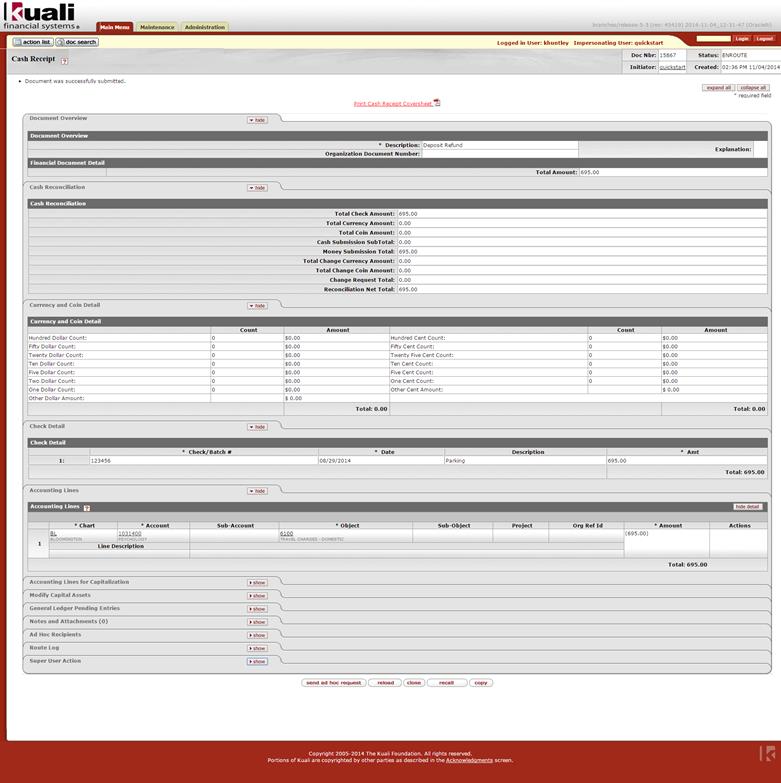 Kuali
financial systems ®
Main Menu Maintenance Administration
branches/release-5-3 (rev: 45419) 2014-11-04_12-31-47 (Oracle9i)
action list doc search
Logged in User: khuntley Impersonating User: quickstart Login Logout
Cash Receipt ?
Doc Nbr: 15867 Status: ENROUTE
Initiator: quickstart Created: 02:36 PM 11/04/2014
Document was successfully submitted.
expand all collapse all
* required field
Print Cash Receipt Coversheet
Document Overview hide
Document Overview
* Description: Deposit Refund Explanation:
Organization Document Number:
Financial Document Detail
Total Amount: 695.00
Cash Reconciliation hide
Cash Reconciliation
Total Check Amount: 695.00
Total Currency Amount: 0.00
Total Coin Amount: 0.00
Cash Submission SubTotal: 0.00
Money Submission Total: 695.00
Total Change Currency Amount: 0.00
Total Change Coin Amount: 0.00
Change Request Total: 0.00
Reconciliation Net Total: 695.00
Currency and Coin Detail hide
Currency and Coin Detail
Count Amount Count Amount
Hundred Dollar Count: 0 $0.00 Hundred Cent Count: 0 $0.00
Fifty Dollar Count: 0 $0.00 Fifty Cent Count: 0 $0.00
Twenty Dollar Count: 0 $0.00 Twenty Five Cent Count: 0 $0.00
Ten Dollar Count: 0 $0.00 Ten Cent Count: 0 $0.00
Five Dollar Count: 0 $0.00 Five Cent Count: 0 $0.00
Two Dollar Count: 0 $0.00 One Cent Count: 0 $0.00
One Dollar Count: 0 $0.00 Other Cent Amount: $ 0.00
Other Dollar Amount: $ 0.00
Total: 0.00 Total: 0.00
Check Detail hide
Check Detail
* Check/Batch # * Date Description * Amt
1: 123456 08/29/2014 Parking 695.00
Total: 695.00
Accounting Lines hide
Accounting Lines ? hide detail
* Chart * Account Sub-Account * Object Sub-Object Project Org Ref Id * Amount Actions
1 BL 1031400 6100 (695.00)
BLOOMINGTON PSYCHOLOGY TRAVEL CHARGES - DOMESTIC
Line Description
Total: 695.00
Accounting Lines for Capitalization show
Modify Capital Assets show
General Ledger Pending Entries show
Notes and Attachments (0) show
Ad Hoc Recipients show
Route Log show
Super User Action show
send ad hoc request reload close recall copy
Copyright 2005-2014 The Kuali Foundation. All rights reserved.
Portions of Kuali are copyrighted by other parties as described in the Acknowledgments screen.